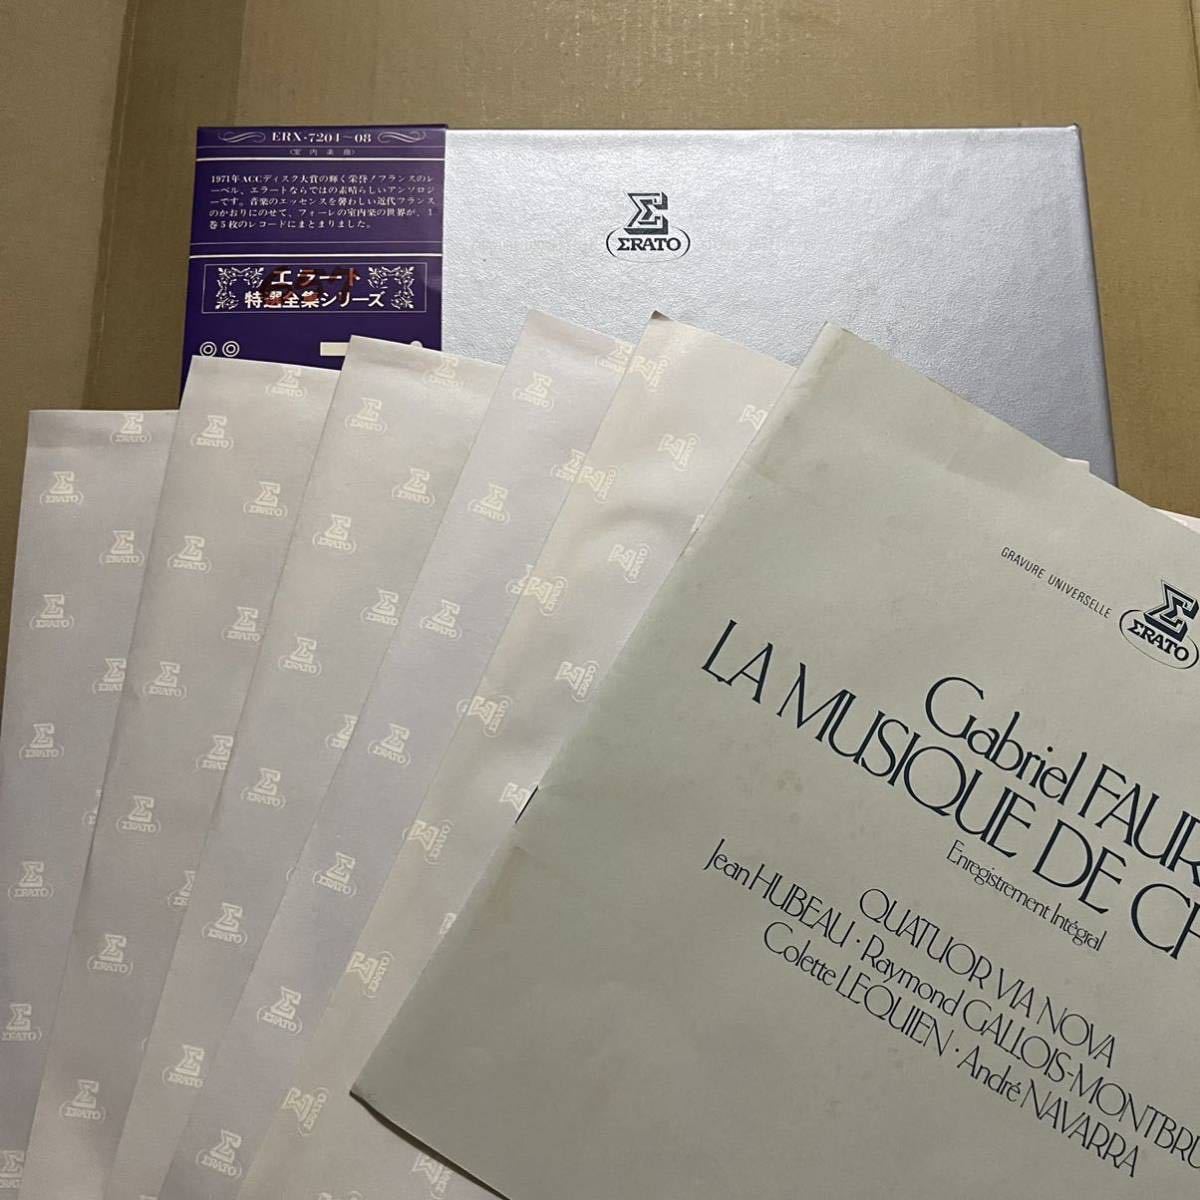 ERX-7204~08
(室内楽曲)
1971年ACCディスク大賞の輝く栄誉!フランスのレ
ーベル、エラートならではの素晴らしいアンソロジ
ーです。音楽のエッセンスを馨わしい近代フランス
のかおりにのせて、フォーレの室内楽の世界が、1
巻5枚のレコードにまとまりました。
エラート
特選全集シリーズ
ERATO
GRAVURE UNIVERSELLE
ERATO
Gabriel FAUR
LA MUSIQUE DE CH
Enregistrement Intégral
QUATUOR VIA NOVA
Jean HUBEAU · Raymond GALLOIS-MONTBR
Colette LEQUIEN · André NAVARRA